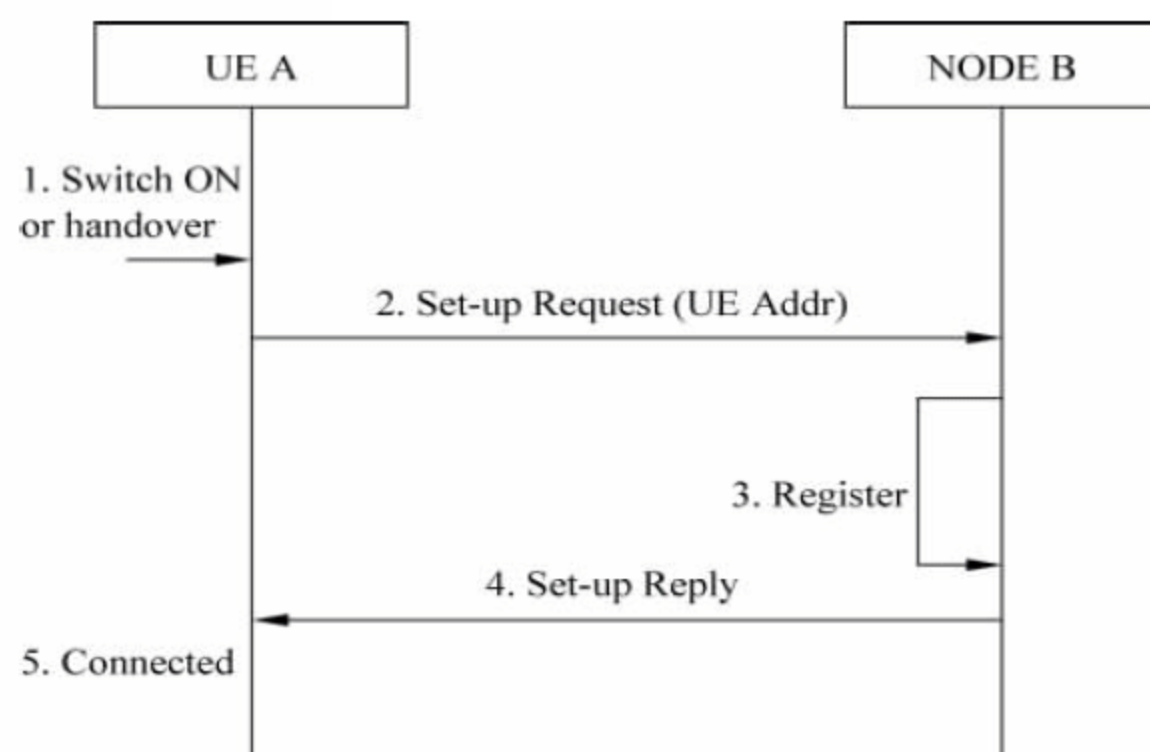 UE A
NODE B
1. Switch ON
or handover
2. Set-up Request (UE Addr)
3. Register
4. Set-up Reply
5. Connected